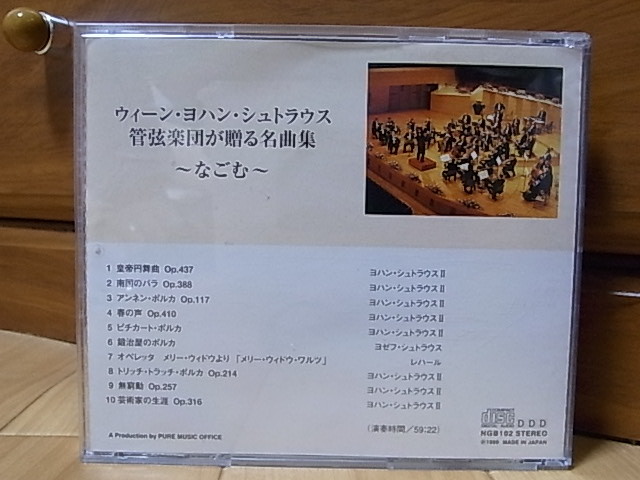 ウィーン・ヨハン・シュトラウス
管弦楽団が贈る名曲集
～なごむ～
1 皇帝円舞曲 Op.437 ヨハン・シュトラウスⅡ
2 南国のバラ Op.388 ヨハン・シュトラウスⅡ
3 アンネン・ポルカ Op.117 ヨハン・シュトラウスⅡ
4 春の声 Op.410 ヨハン・シュトラウスⅡ
5 ピチカート・ポルカ ヨハン・シュトラウスⅡ
6 鍛冶屋のポルカ ヨゼフ・シュトラウス
7 オペレッタ メリー・ウィドウより「メリー・ウィドウ・ワルツ」 レハール
8 トリッチ・トラッチ・ポルカ Op.214 ヨハン・シュトラウスⅡ
9 無窮動 Op.257 ヨハン・シュトラウスⅡ
10 芸術家の生涯 Op.316 ヨハン・シュトラウスⅡ
(演奏時間／59:22)
A Production by PURE MUSIC OFFICE
COMPACT
disc DDD
DIGITAL AUDIO
NGB102 STEREO
©1999 MADE IN JAPAN